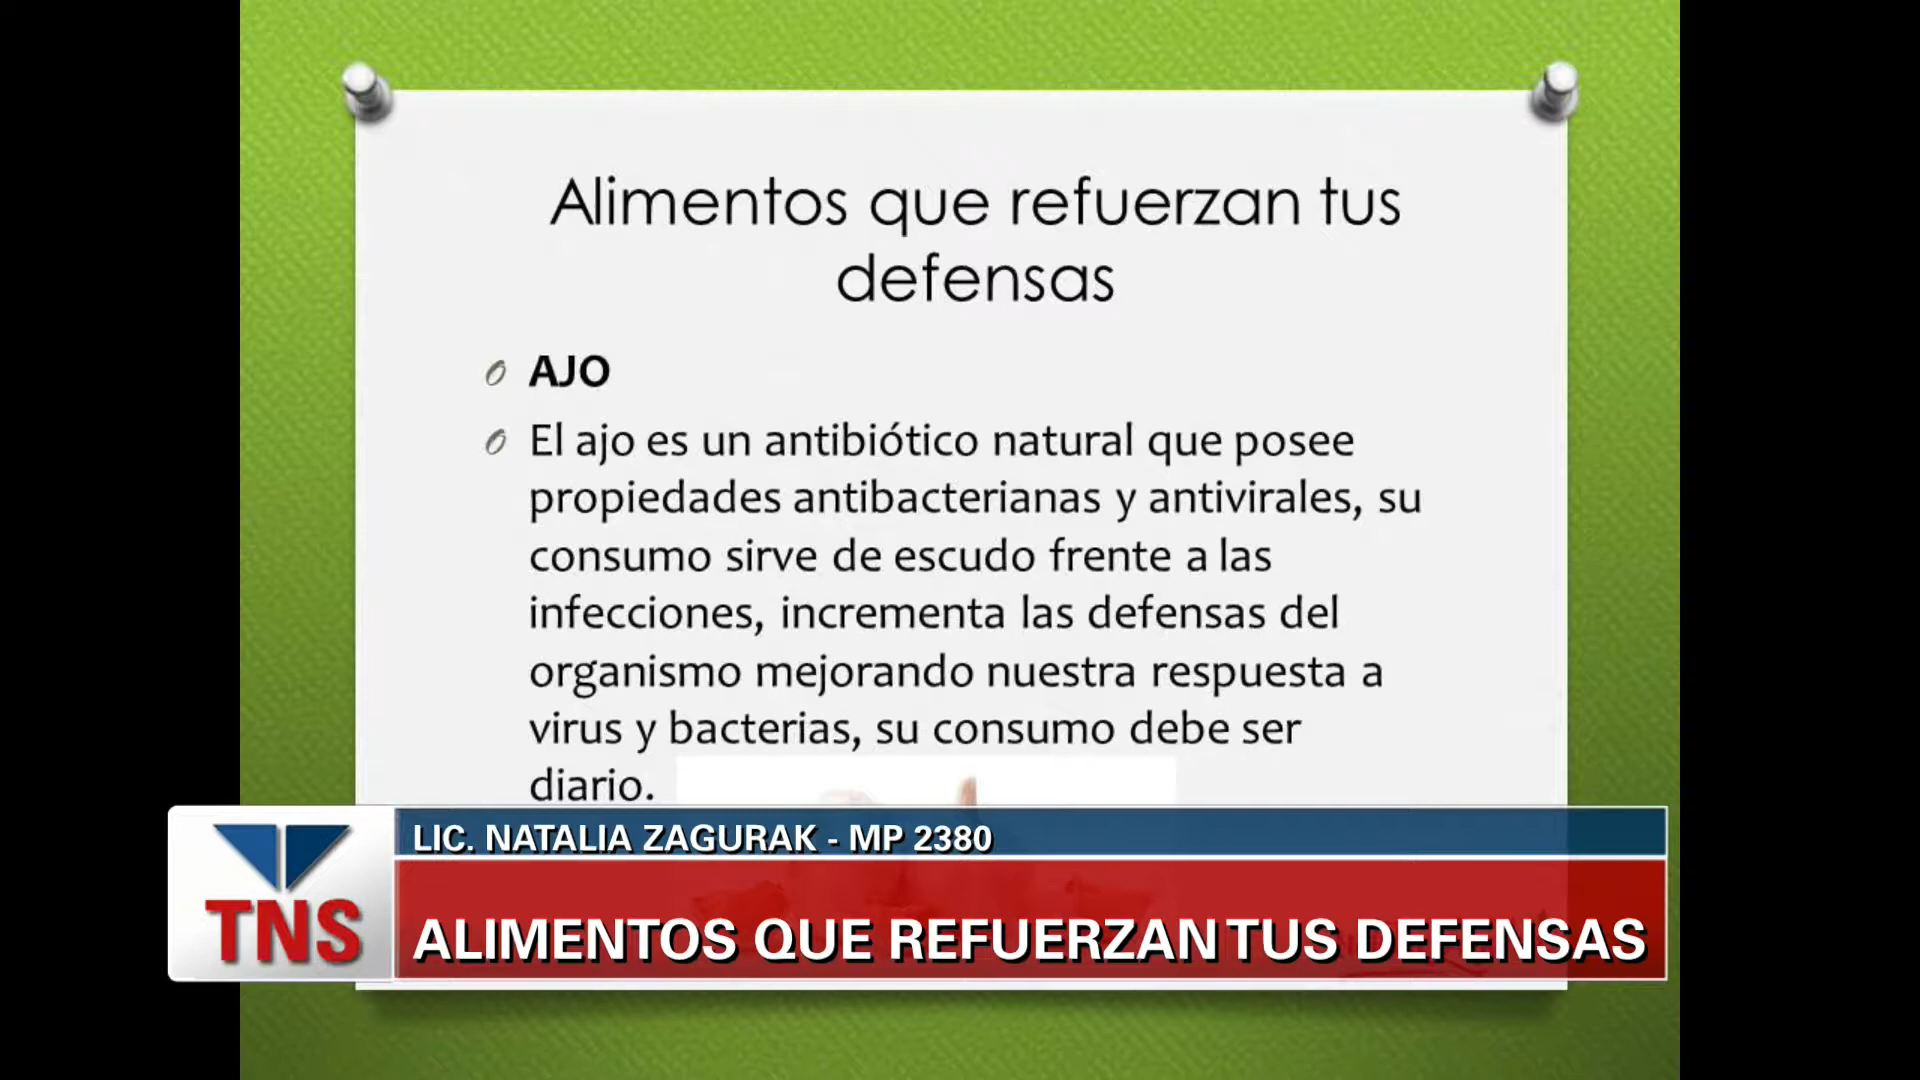 Alimentos que refuerzan tus
defensas
AJO
El ajo es un antibiótico natural que posee
propiedades antibacterianas y antivirales, su
consumo sirve de escudo frente a las
infecciones, incrementa las defensas del
organismo mejorando nuestra respuesta a
virus y bacterias, su consumo debe ser
diario.
LIC. NATALIA ZAGURAK - MP 2380
TNS
ALIMENTOS QUE REFUERZAN TUS DEFENSAS